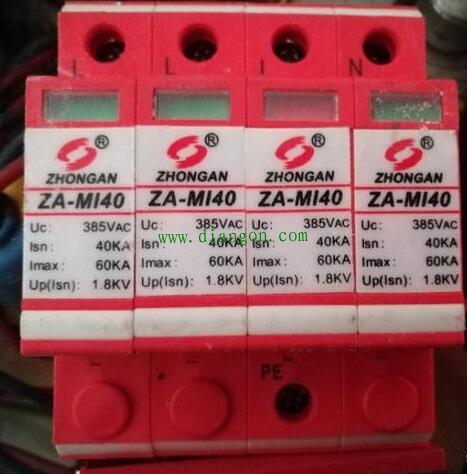 L L L N
® ® ® ®
ZHONGAN ZHONGAN ZHONGAN ZHONGAN
ZA-MI40 ZA-MI40 ZA-MI40 ZA-MI40
Uc: 385VAC Uc: 385VAC Uc: 385VAC Uc: 385VAC
Isn: 40KA Isn: 40KA Isn: 40KA Isn: 40KA
www.diangon.com
Imax: 60KA Imax: 60KA Imax: 60KA Imax: 60KA
Up(Isn): 1.8KV Up(Isn): 1.8KV Up(Isn): 1.8KV Up(Isn): 1.8KV
PE